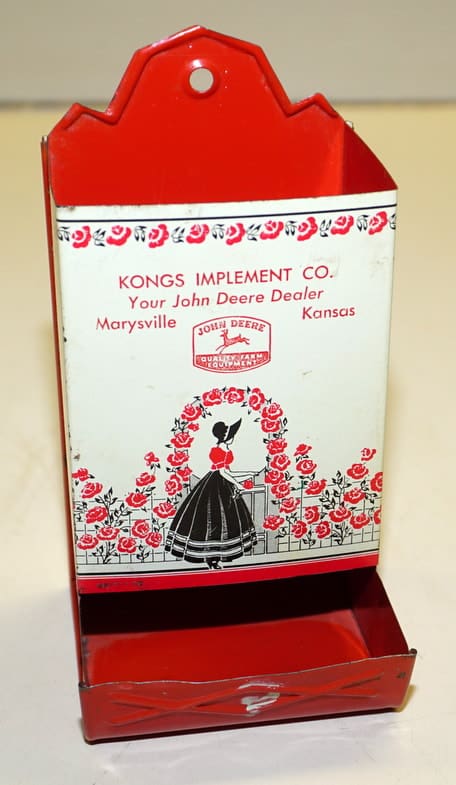 KONGS IMPLEMENT CO.
Your John Deere Dealer
Marysville Kansas
JOHN DEERE
QUALITY FARM
EQUIPMENT